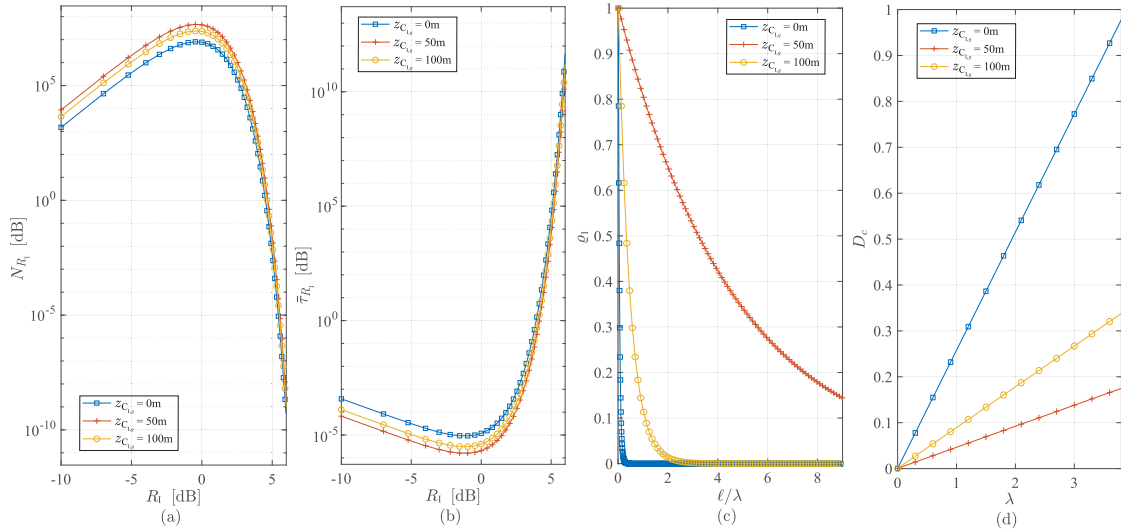 N_{R_1} [dB]
10^5
10^0
10^{-5}
10^{-10}
z_{C_{1,g}} = 0m
z_{C_{1,g}} = 50m
z_{C_{1,g}} = 100m
-10 -5 0 5
R_1 [dB]
(a)
\bar{τ}_{R_1} [dB]
z_{C_{1,g}} = 0m
z_{C_{1,g}} = 50m
z_{C_{1,g}} = 100m
10^{10}
10^5
10^0
10^{-5}
-10 -5 0 5
R_1 [dB]
(b)
ϱ_1
1
0.9
0.8
0.7
0.6
0.5
0.4
0.3
0.2
0.1
0
z_{C_{1,g}} = 0m
z_{C_{1,g}} = 50m
z_{C_{1,g}} = 100m
0 2 4 6 8
ℓ/λ
(c)
D_c
1
0.9
0.8
0.7
0.6
0.5
0.4
0.3
0.2
0.1
0
z_{C_{1,g}} = 0m
z_{C_{1,g}} = 50m
z_{C_{1,g}} = 100m
0 1 2 3
λ
(d)